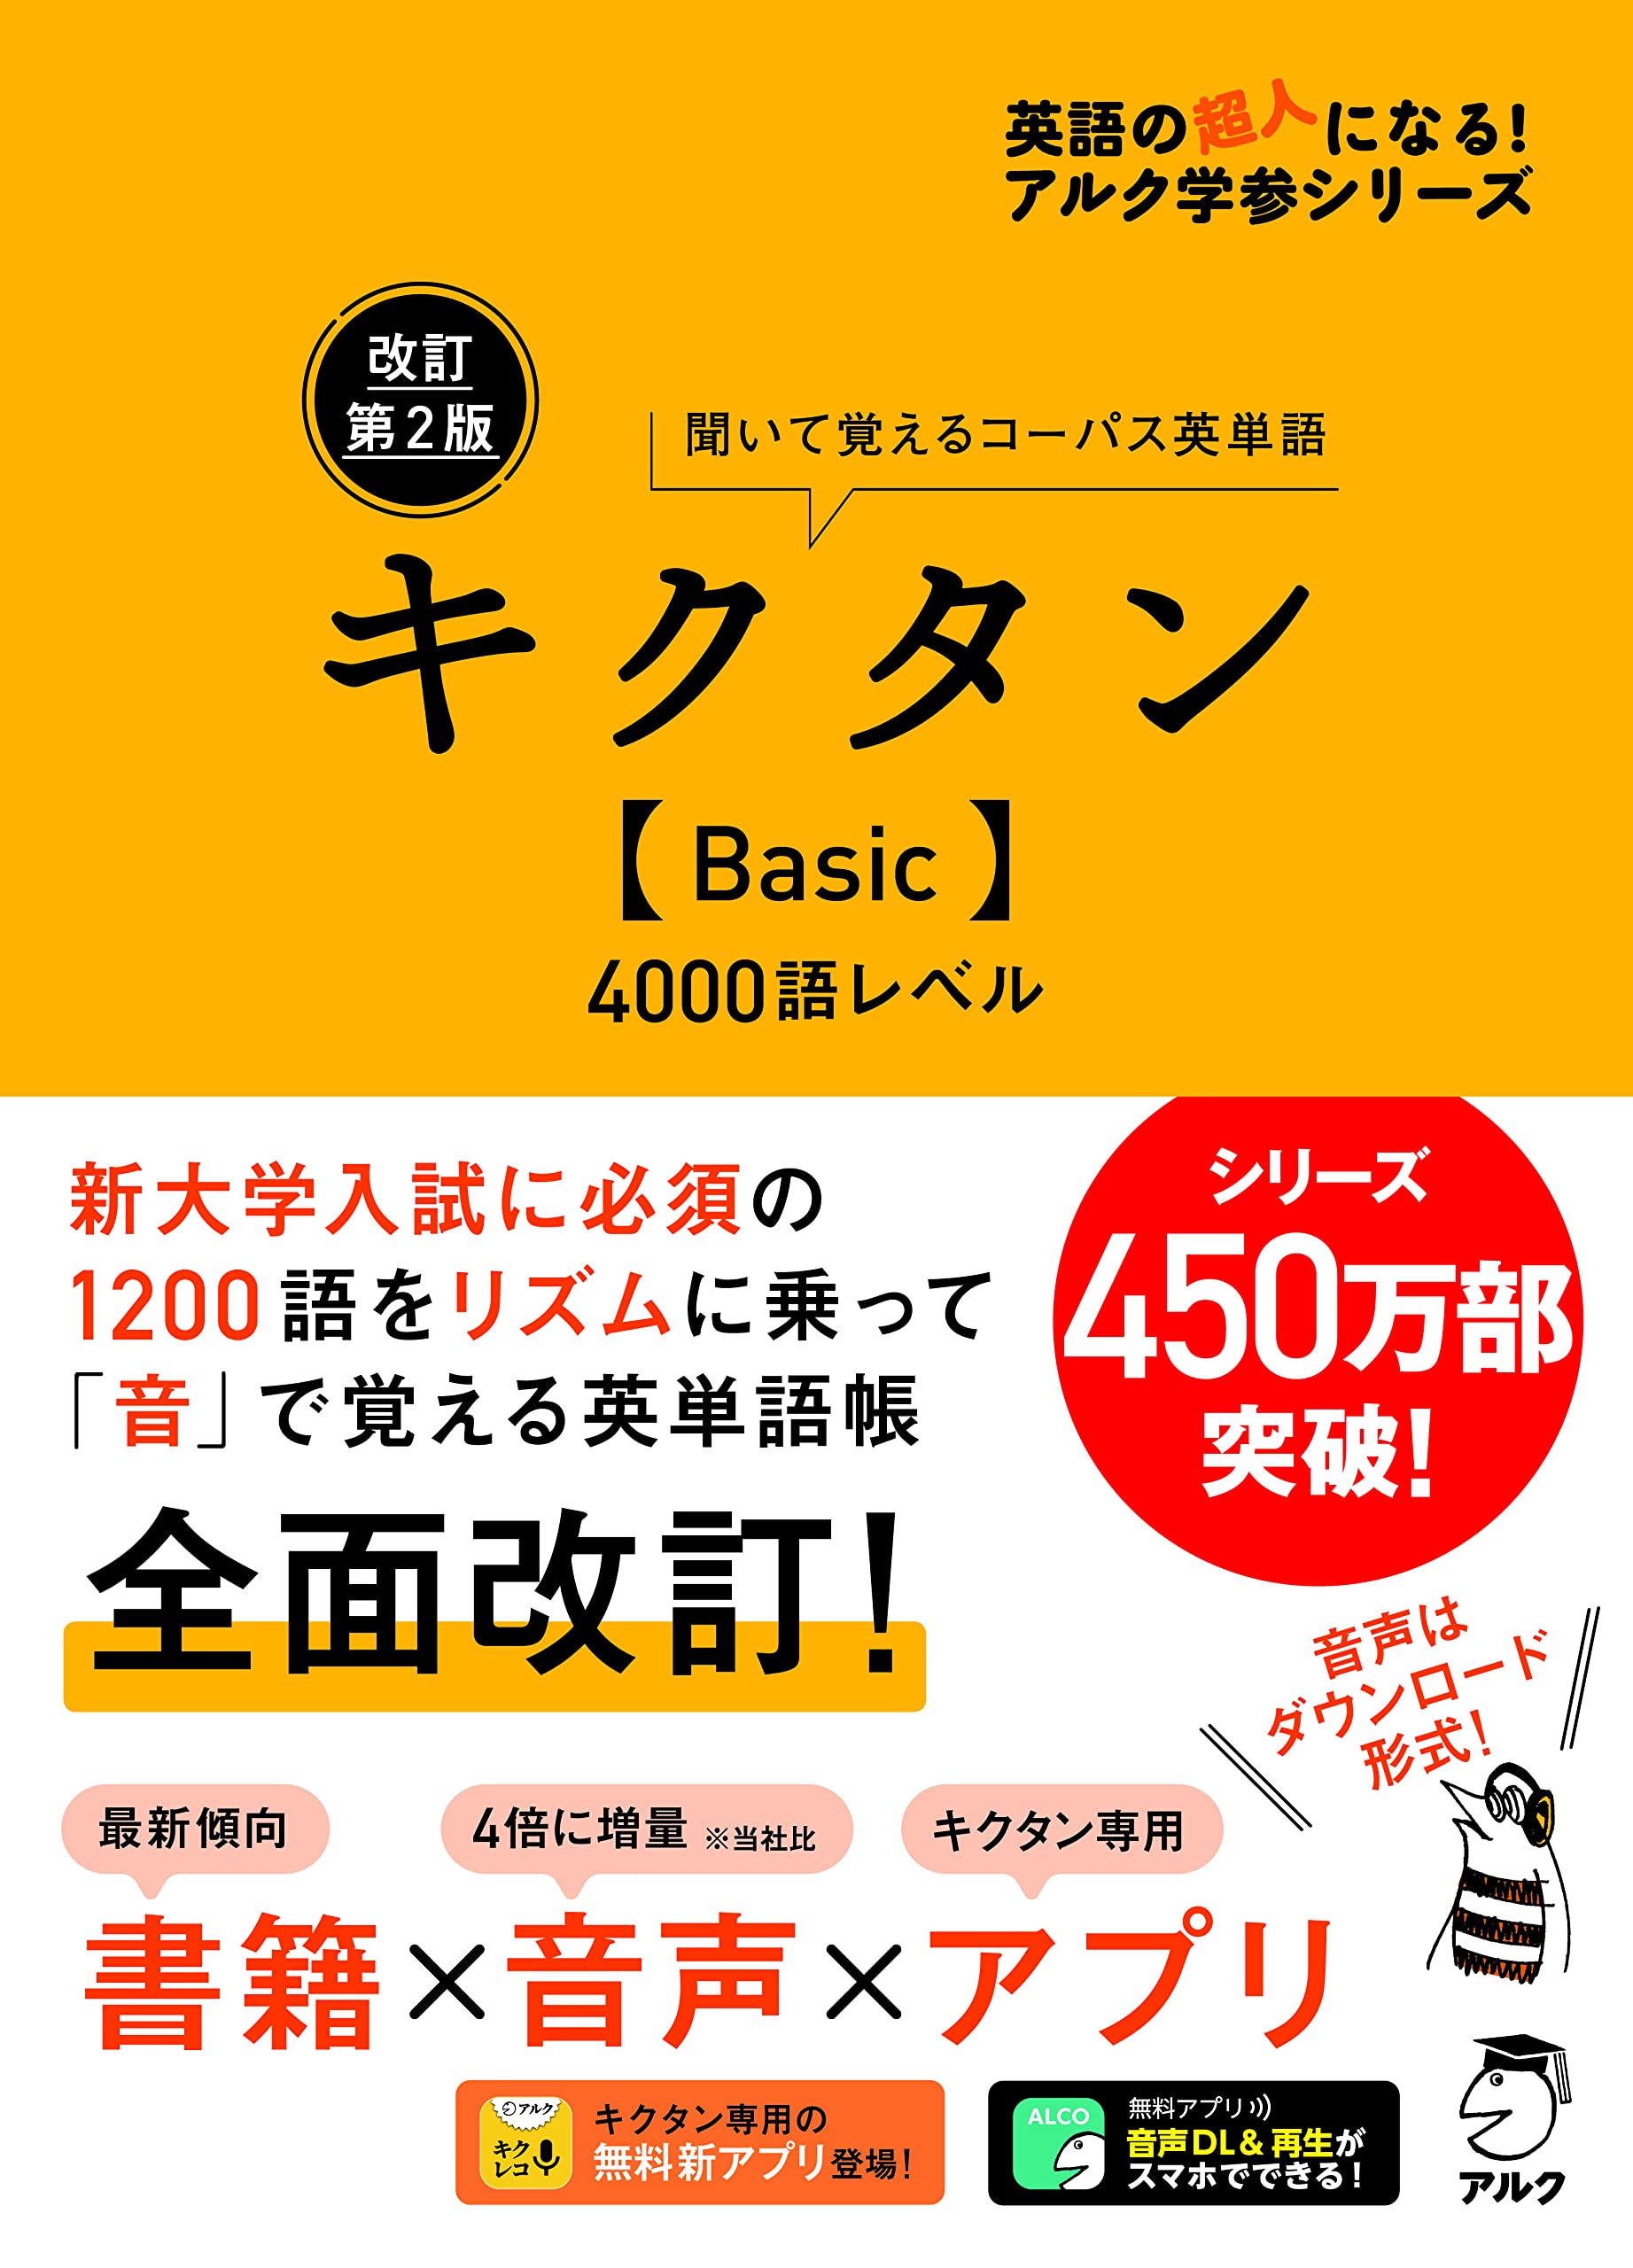 英語の超人になる!
アルク学参シリーズ
改訂
第2版
聞いて覚えるコーパス英単語
キクタン
【Basic】
4000語レベル
新大学入試に必須の
1200語をリズムに乗って
「音」で覚える英単語帳
全面改訂!
シリーズ
450万部
突破!
音声は
ダウンロード
形式!
最新傾向
4倍に増量 ※当社比
キクタン専用
書籍×音声×アプリ
アルク
キク
レコ
キクタン専用の
無料新アプリ登場!
ALCO
無料アプリ
音声DL&再生が
スマホでできる!
アルク